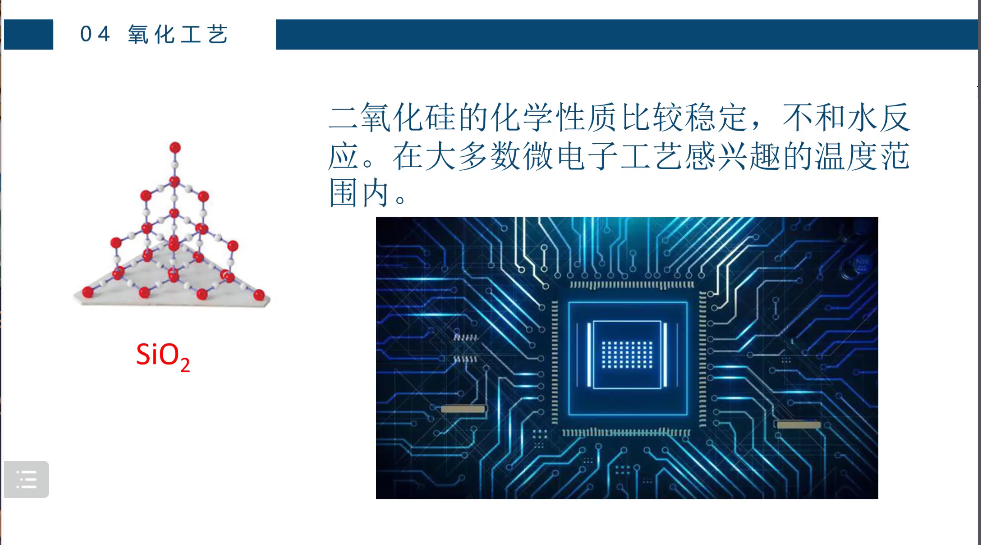 04 氧化工艺
二氧化硅的化学性质比较稳定，不和水反
应。在大多数微电子工艺感兴趣的温度范
围内。
SiO₂